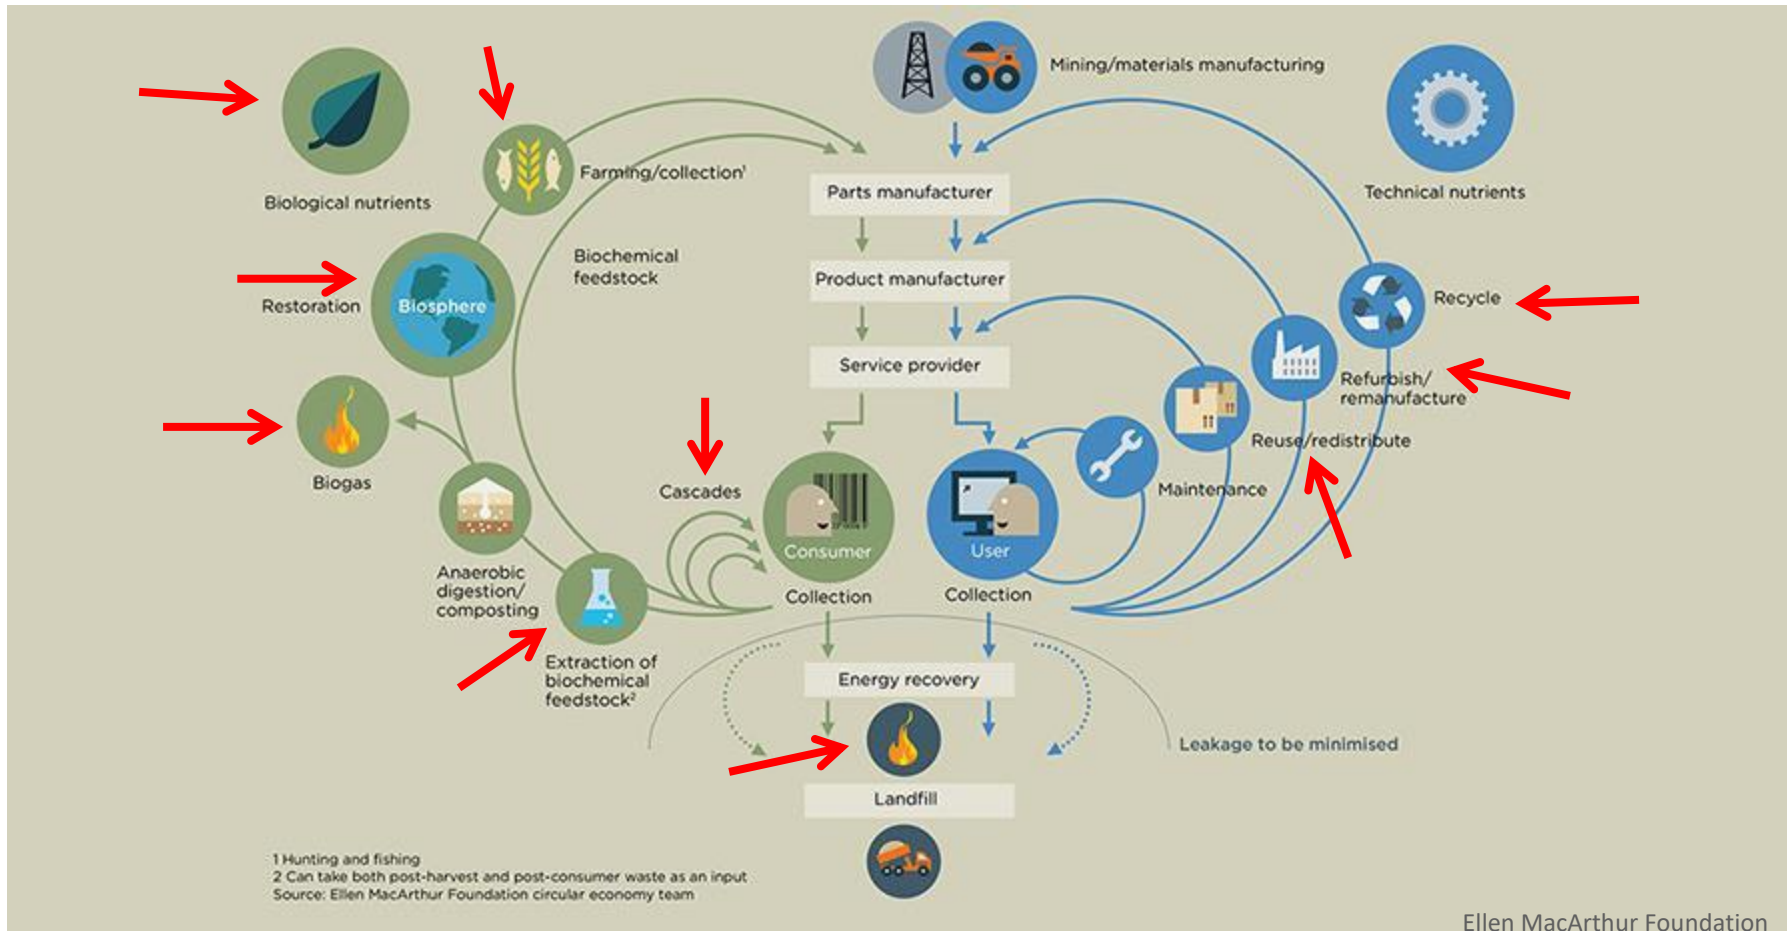 Mining/materials manufacturing
Biological nutrients
Farming/collection¹
Parts manufacturer
Technical nutrients
Biochemical
feedstock
Product manufacturer
Restoration
Biosphere
Recycle
Service provider
Refurbish/
remanufacture
Reuse/redistribute
Biogas
Cascades
Maintenance
Consumer
User
Anaerobic
digestion/
composting
Collection
Collection
Extraction of
biochemical
feedstock²
Energy recovery
Leakage to be minimised
Landfill
1 Hunting and fishing
2 Can take both post-harvest and post-consumer waste as an input
Source: Ellen MacArthur Foundation circular economy team
Ellen MacArthur Foundation